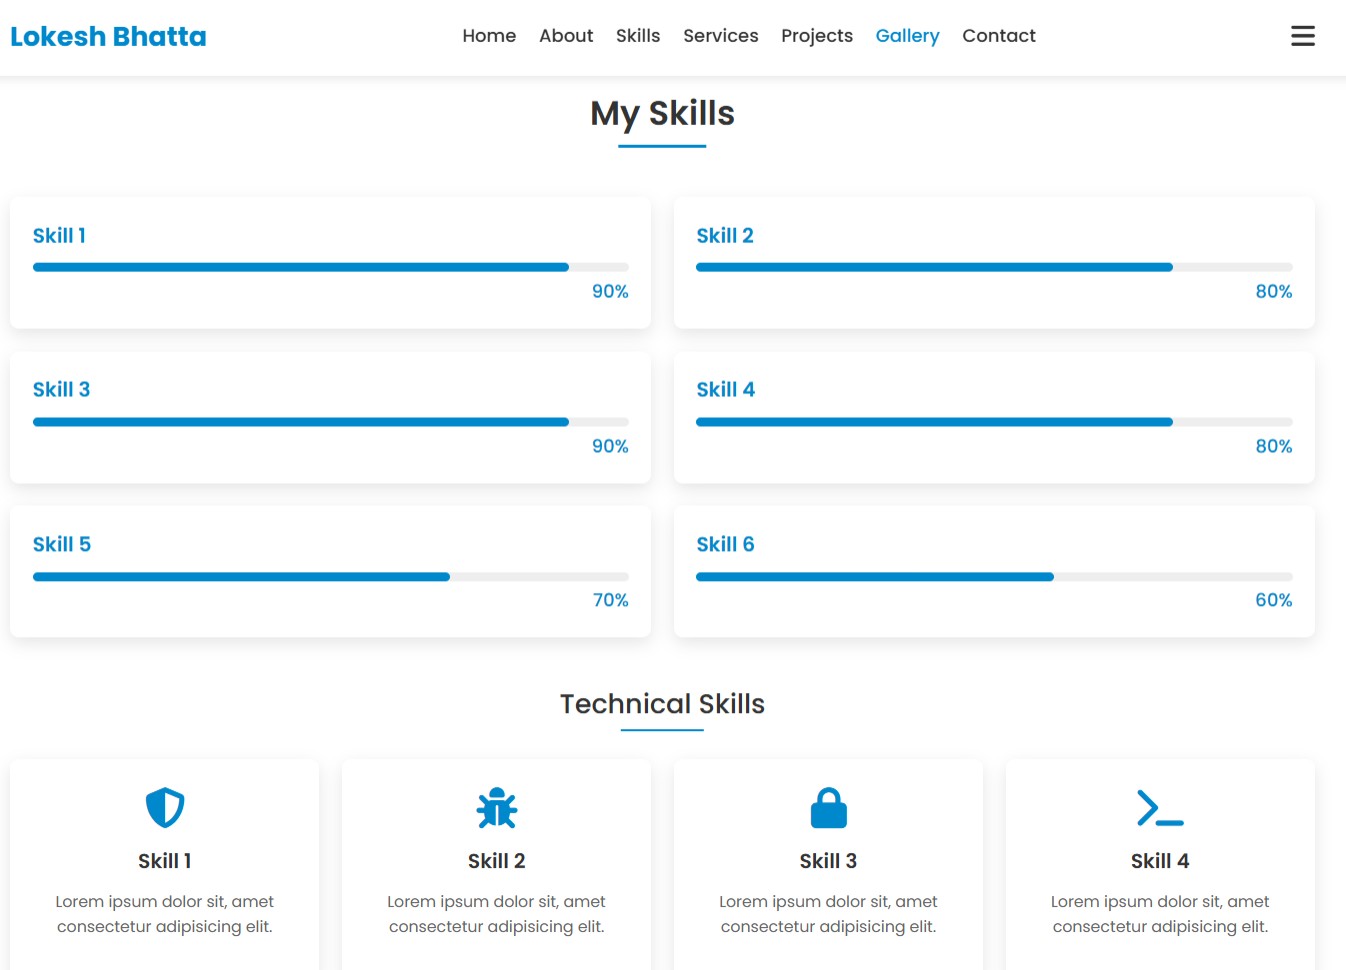 Lokesh Bhatta
Home About Skills Services Projects Gallery Contact
My Skills
Skill 1
90%
Skill 2
80%
Skill 3
90%
Skill 4
80%
Skill 5
70%
Skill 6
60%
Technical Skills
Skill 1
Lorem ipsum dolor sit, amet
consectetur adipisicing elit.
Skill 2
Lorem ipsum dolor sit, amet
consectetur adipisicing elit.
Skill 3
Lorem ipsum dolor sit, amet
consectetur adipisicing elit.
Skill 4
Lorem ipsum dolor sit, amet
consectetur adipisicing elit.